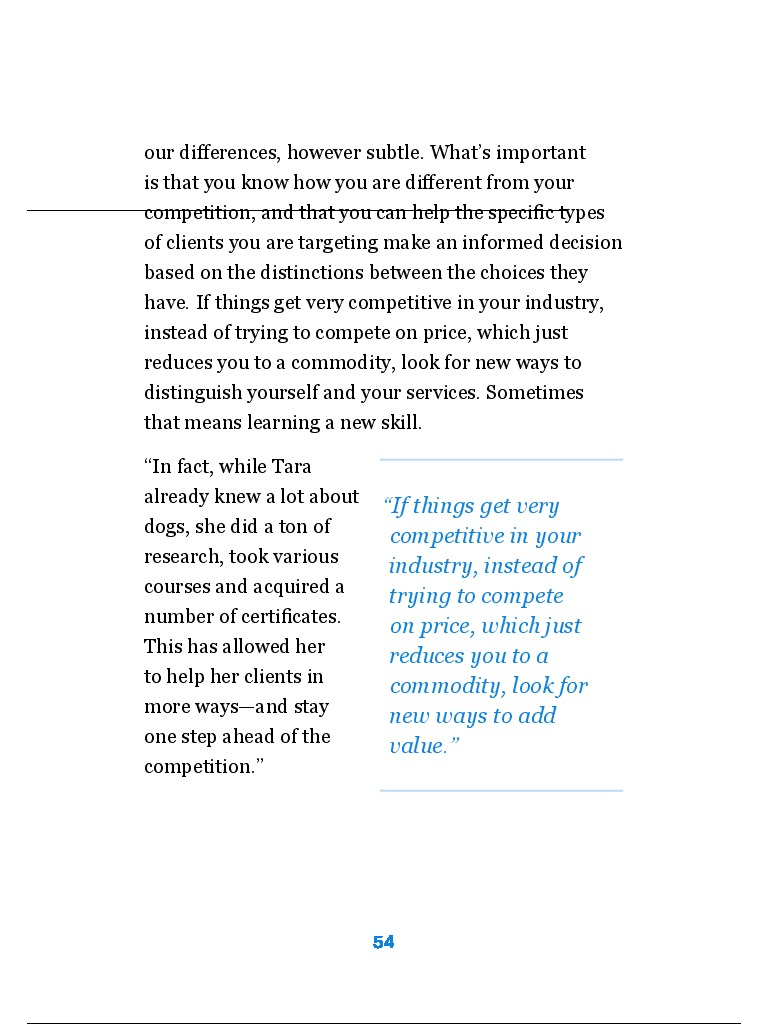 our differences, however subtle. What’s important
is that you know how you are different from your
competition, and that you can help the specific types
of clients you are targeting make an informed decision
based on the distinctions between the choices they
have. If things get very competitive in your industry,
instead of trying to compete on price, which just
reduces you to a commodity, look for new ways to
distinguish yourself and your services. Sometimes
that means learning a new skill.
“In fact, while Tara
already knew a lot about
dogs, she did a ton of
research, took various
courses and acquired a
number of certificates.
This has allowed her
to help her clients in
more ways—and stay
one step ahead of the
competition.”
“If things get very
competitive in your
industry, instead of
trying to compete
on price, which just
reduces you to a
commodity, look for
new ways to add
value.”
54